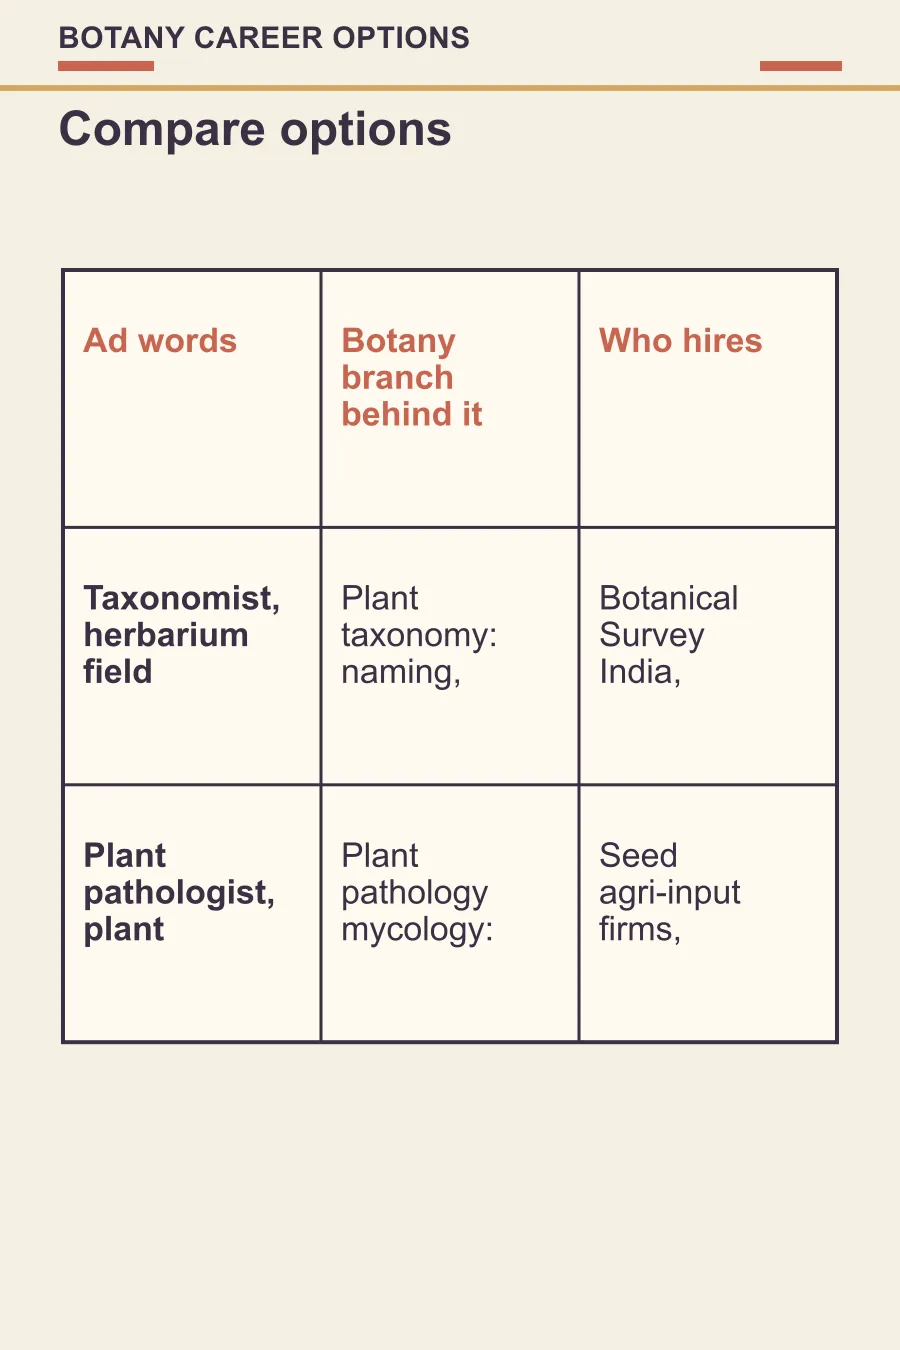 BOTANY CAREER OPTIONS
Compare options
Ad words
Botany
branch
behind it
Who hires
Taxonomist,
herbarium
field
Plant
taxonomy:
naming,
Botanical
Survey
India,
Plant
pathologist,
plant
Plant
pathology
mycology:
Seed
agri-input
firms,